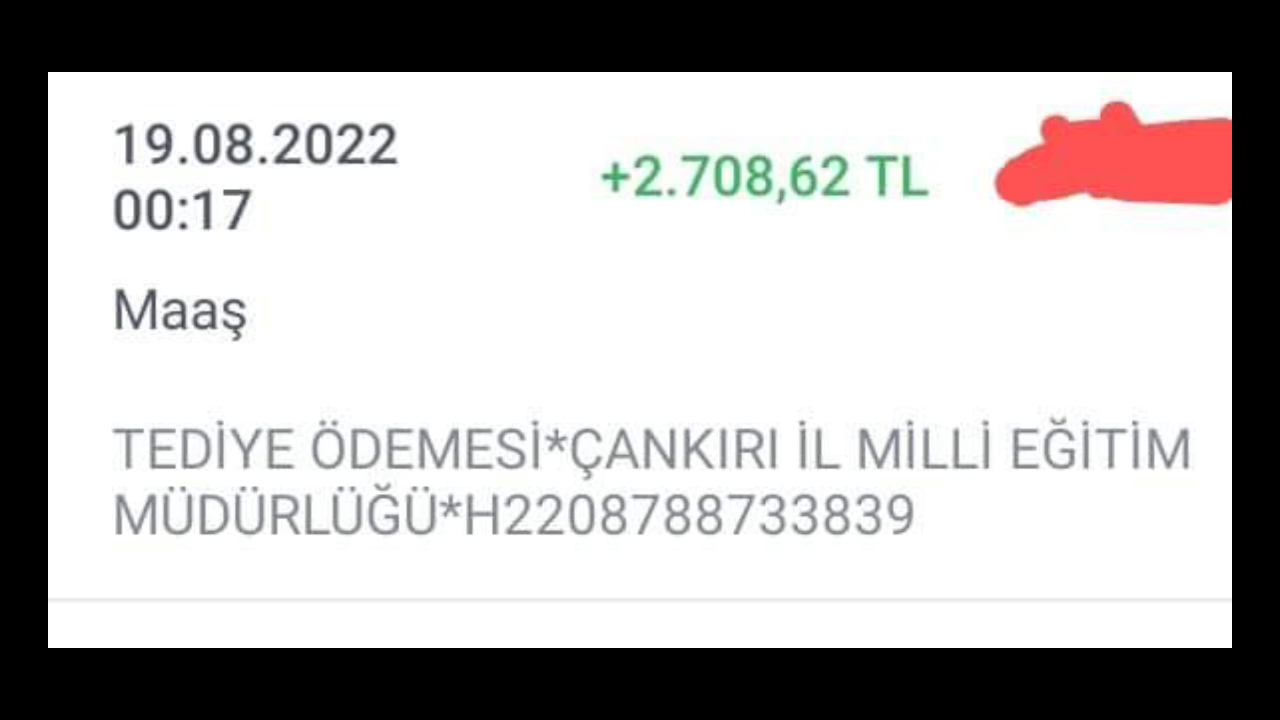 19.08.2022
00:17
+2.708,62 TL
Maaş
TEDİYE ÖDEMESİ*ÇANKIRI İL MİLLİ EĞİTİM
MÜDÜRLÜĞÜ*H2208788733839